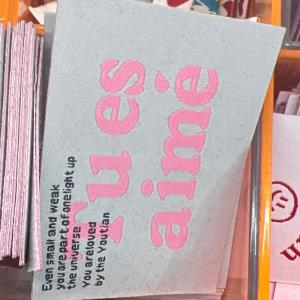 Tu es
aimé
Even small and weak
you are part of one light up
the universe
You are loved
by the Youtian